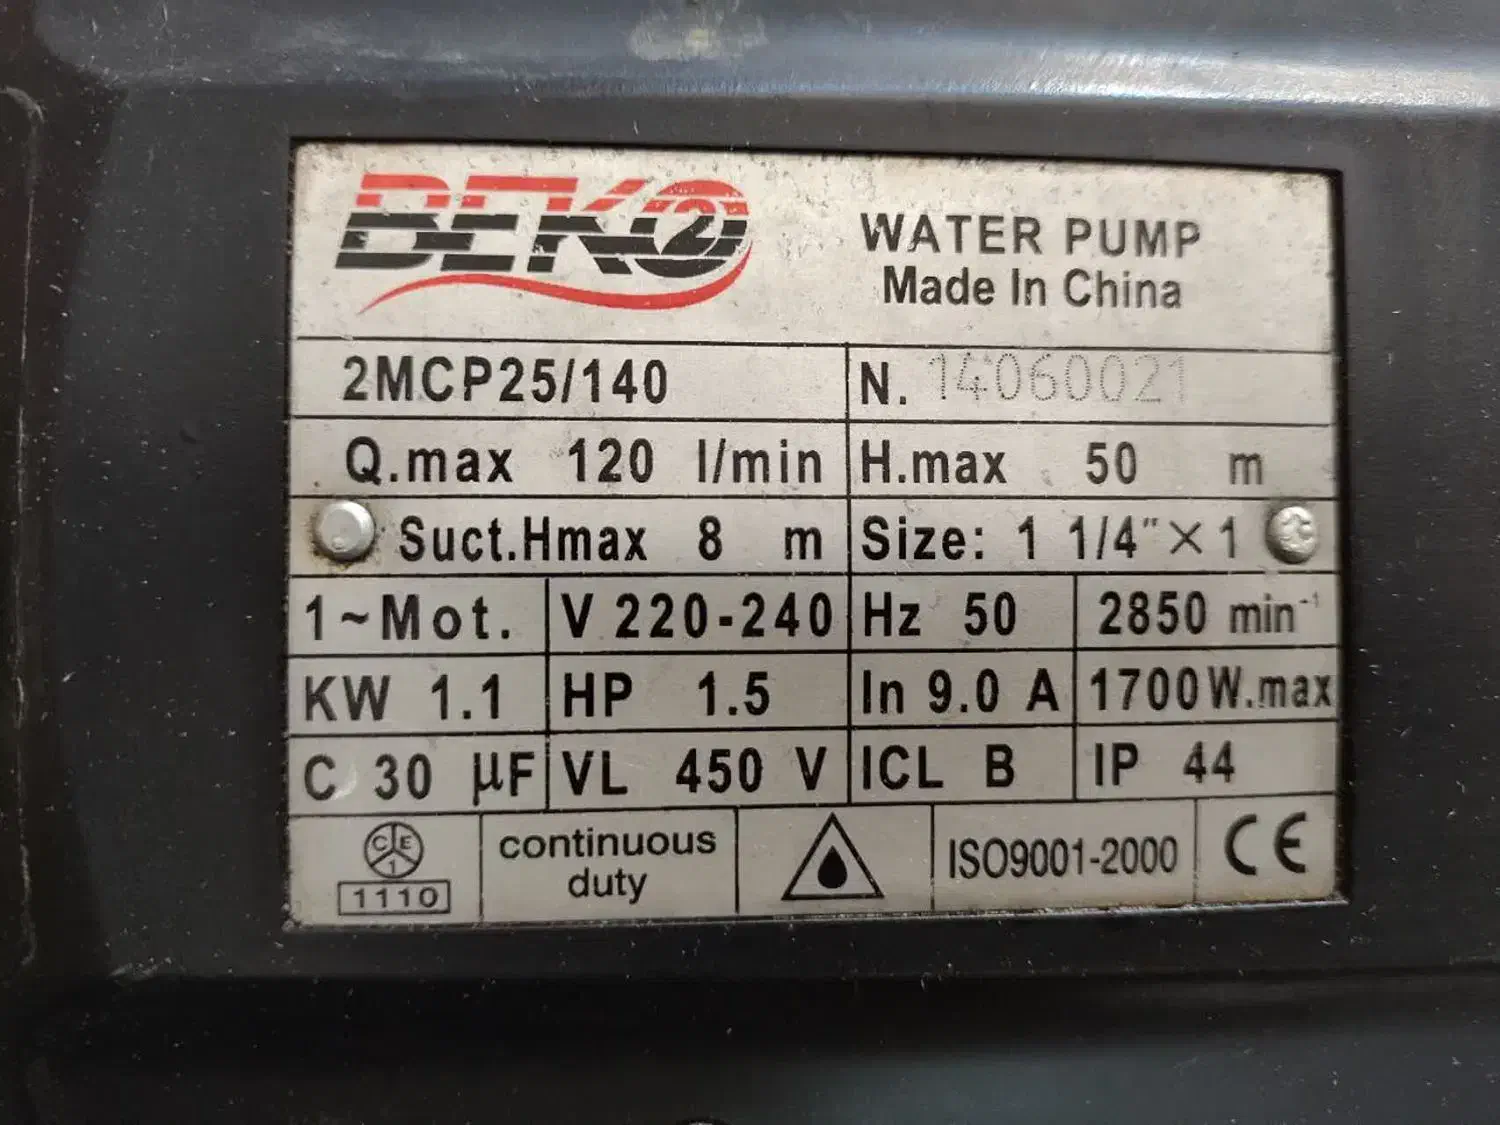 BEKO2
WATER PUMP
Made In China
2MCP25/140
N. 14060021
Q.max 120 l/min
H.max 50 m
Suct.Hmax 8 m
Size: 1 1/4"×1
1~Mot.
V 220-240
Hz 50
2850 min⁻¹
KW 1.1
HP 1.5
In 9.0 A
1700W.max
C 30 μF
VL 450 V
ICL B
IP 44
CE1
1110
continuous
duty
ISO9001-2000
CE